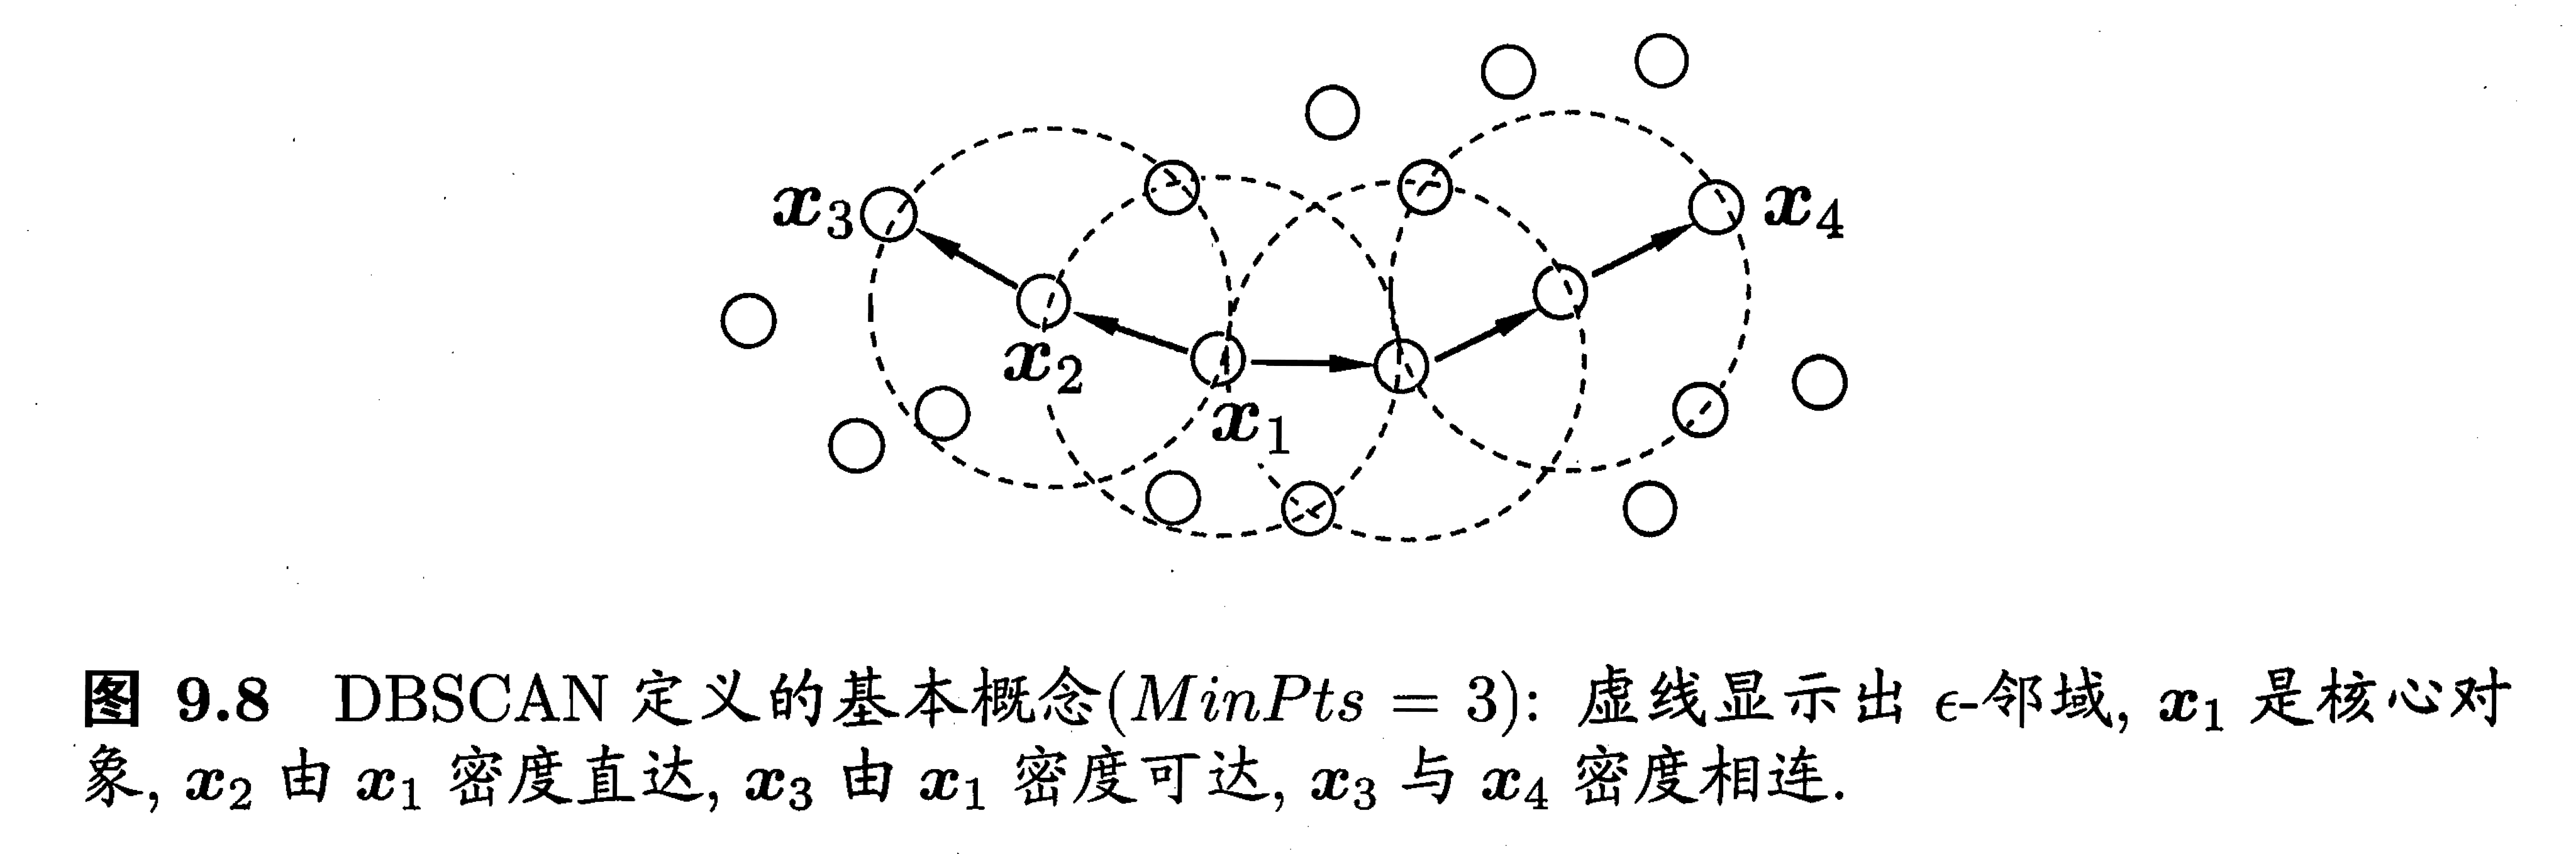 x3
x4
x2
x1
图 9.8 DBSCAN 定义的基本概念(MinPts = 3): 虚线显示出 ϵ-邻域, x1 是核心对
象, x2 由 x1 密度直达, x3 由 x1 密度可达, x3 与 x4 密度相连.